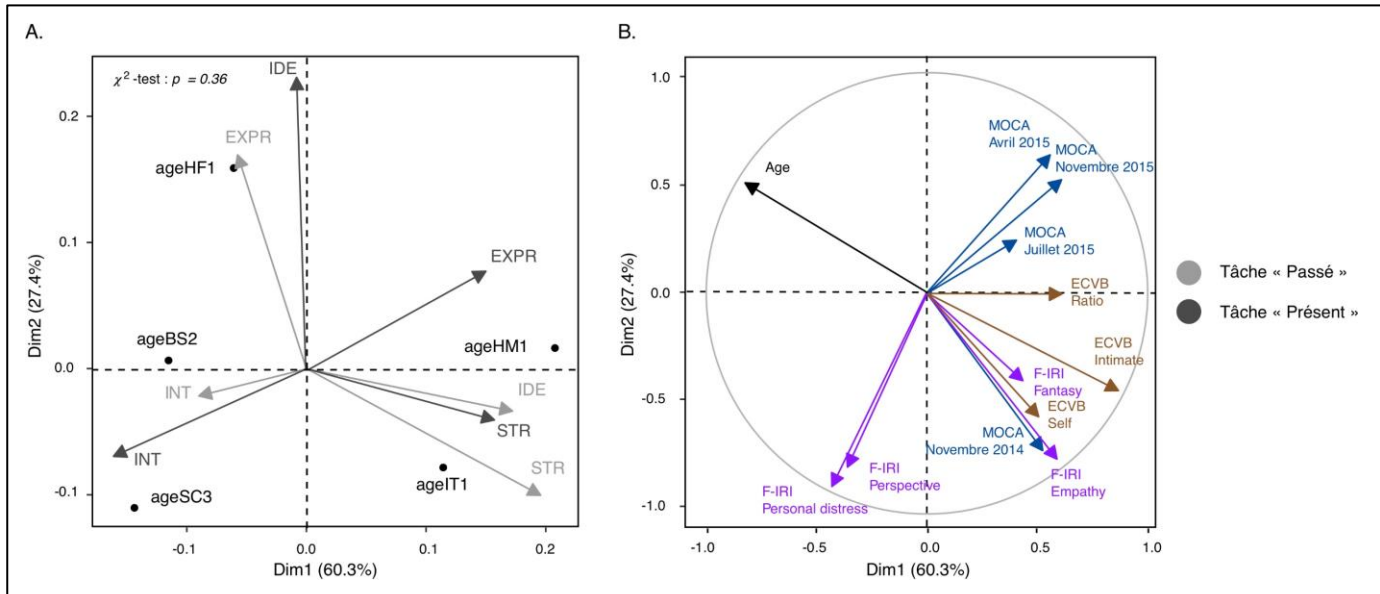 A.
χ² -test : p = 0.36
IDE
EXPR
ageHF1
EXPR
ageHM1
ageBS2
INT
IDE
STR
INT
STR
ageIT1
ageSC3
0.2
0.1
0.0
-0.1
Dim2 (27.4%)
-0.1
0.0
0.1
0.2
Dim1 (60.3%)
B.
MOCA
Avril 2015
MOCA
Novembre 2015
Age
MOCA
Juillet 2015
ECVB
Ratio
ECVB
Intimate
F-IRI
Fantasy
ECVB
Self
MOCA
Novembre 2014
F-IRI
Perspective
F-IRI
Empathy
F-IRI
Personal distress
1.0
0.5
0.0
-0.5
-1.0
Dim2 (27.4%)
-1.0
-0.5
0.0
0.5
1.0
Dim1 (60.3%)
Tâche « Passé »
Tâche « Présent »